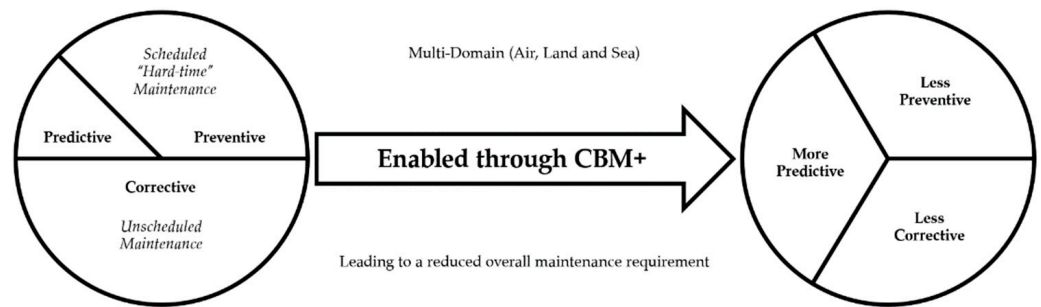 Scheduled
"Hard-time"
Maintenance
Predictive
Preventive
Corrective
Unscheduled
Maintenance
Multi-Domain (Air, Land and Sea)
Enabled through CBM+
Leading to a reduced overall maintenance requirement
Less
Preventive
More
Predictive
Less
Corrective